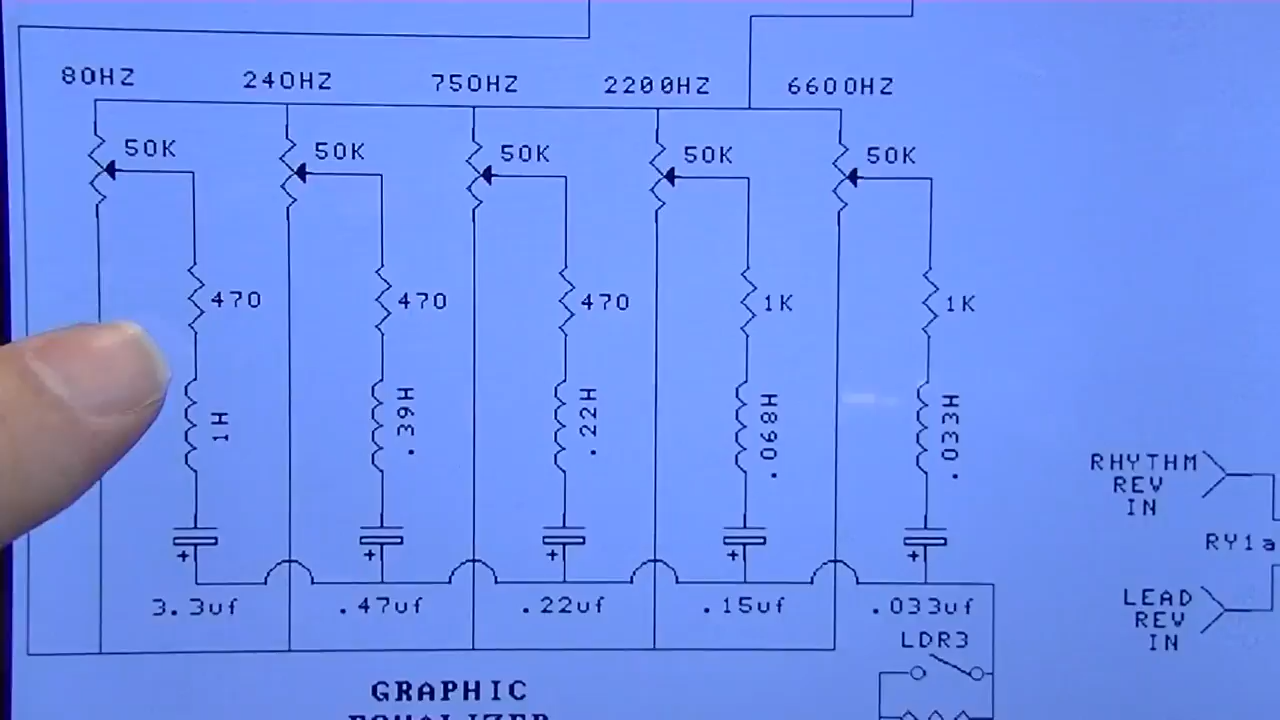 80HZ 240HZ 750HZ 2200HZ 6600HZ
50K 50K 50K 50K 50K
470 470 470 1K 1K
1H .39H .22H .068H .033H
+ + + + +
3.3uf .47uf .22uf .15uf .033uf
LDR3
GRAPHIC
EQUALIZER
RHYTHM
REV
IN
RY1a
LEAD
REV
IN